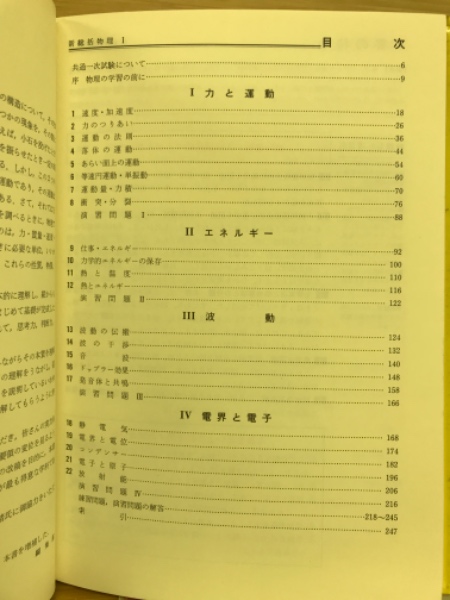 新総括物理 I
目次
共通一次試験について 6
序 物理の学習の前に 9
I 力と運動
1 速度・加速度 18
2 力のつりあい 26
3 運動の法則 36
4 落体の運動 44
5 あらい面上の運動 54
6 等速円運動・単振動 60
7 運動量・力積 70
8 衝突・分裂 76
演習問題 I 88
II エネルギー
9 仕事・エネルギー 92
10 力学的エネルギーの保存 100
11 熱と温度 110
12 熱とエネルギー 116
演習問題 II 122
III 波動
13 波動の伝搬 124
14 波の干渉 132
15 音波 140
16 ドップラー効果 148
17 発音体と共鳴 158
演習問題 III 166
IV 電界と電子
18 静電気 168
19 電界と電位 174
20 コンデンサー 182
21 電子と原子 196
22 放射能 206
演習問題 IV 216
練習問題,演習問題の解答 218~245
索引 247